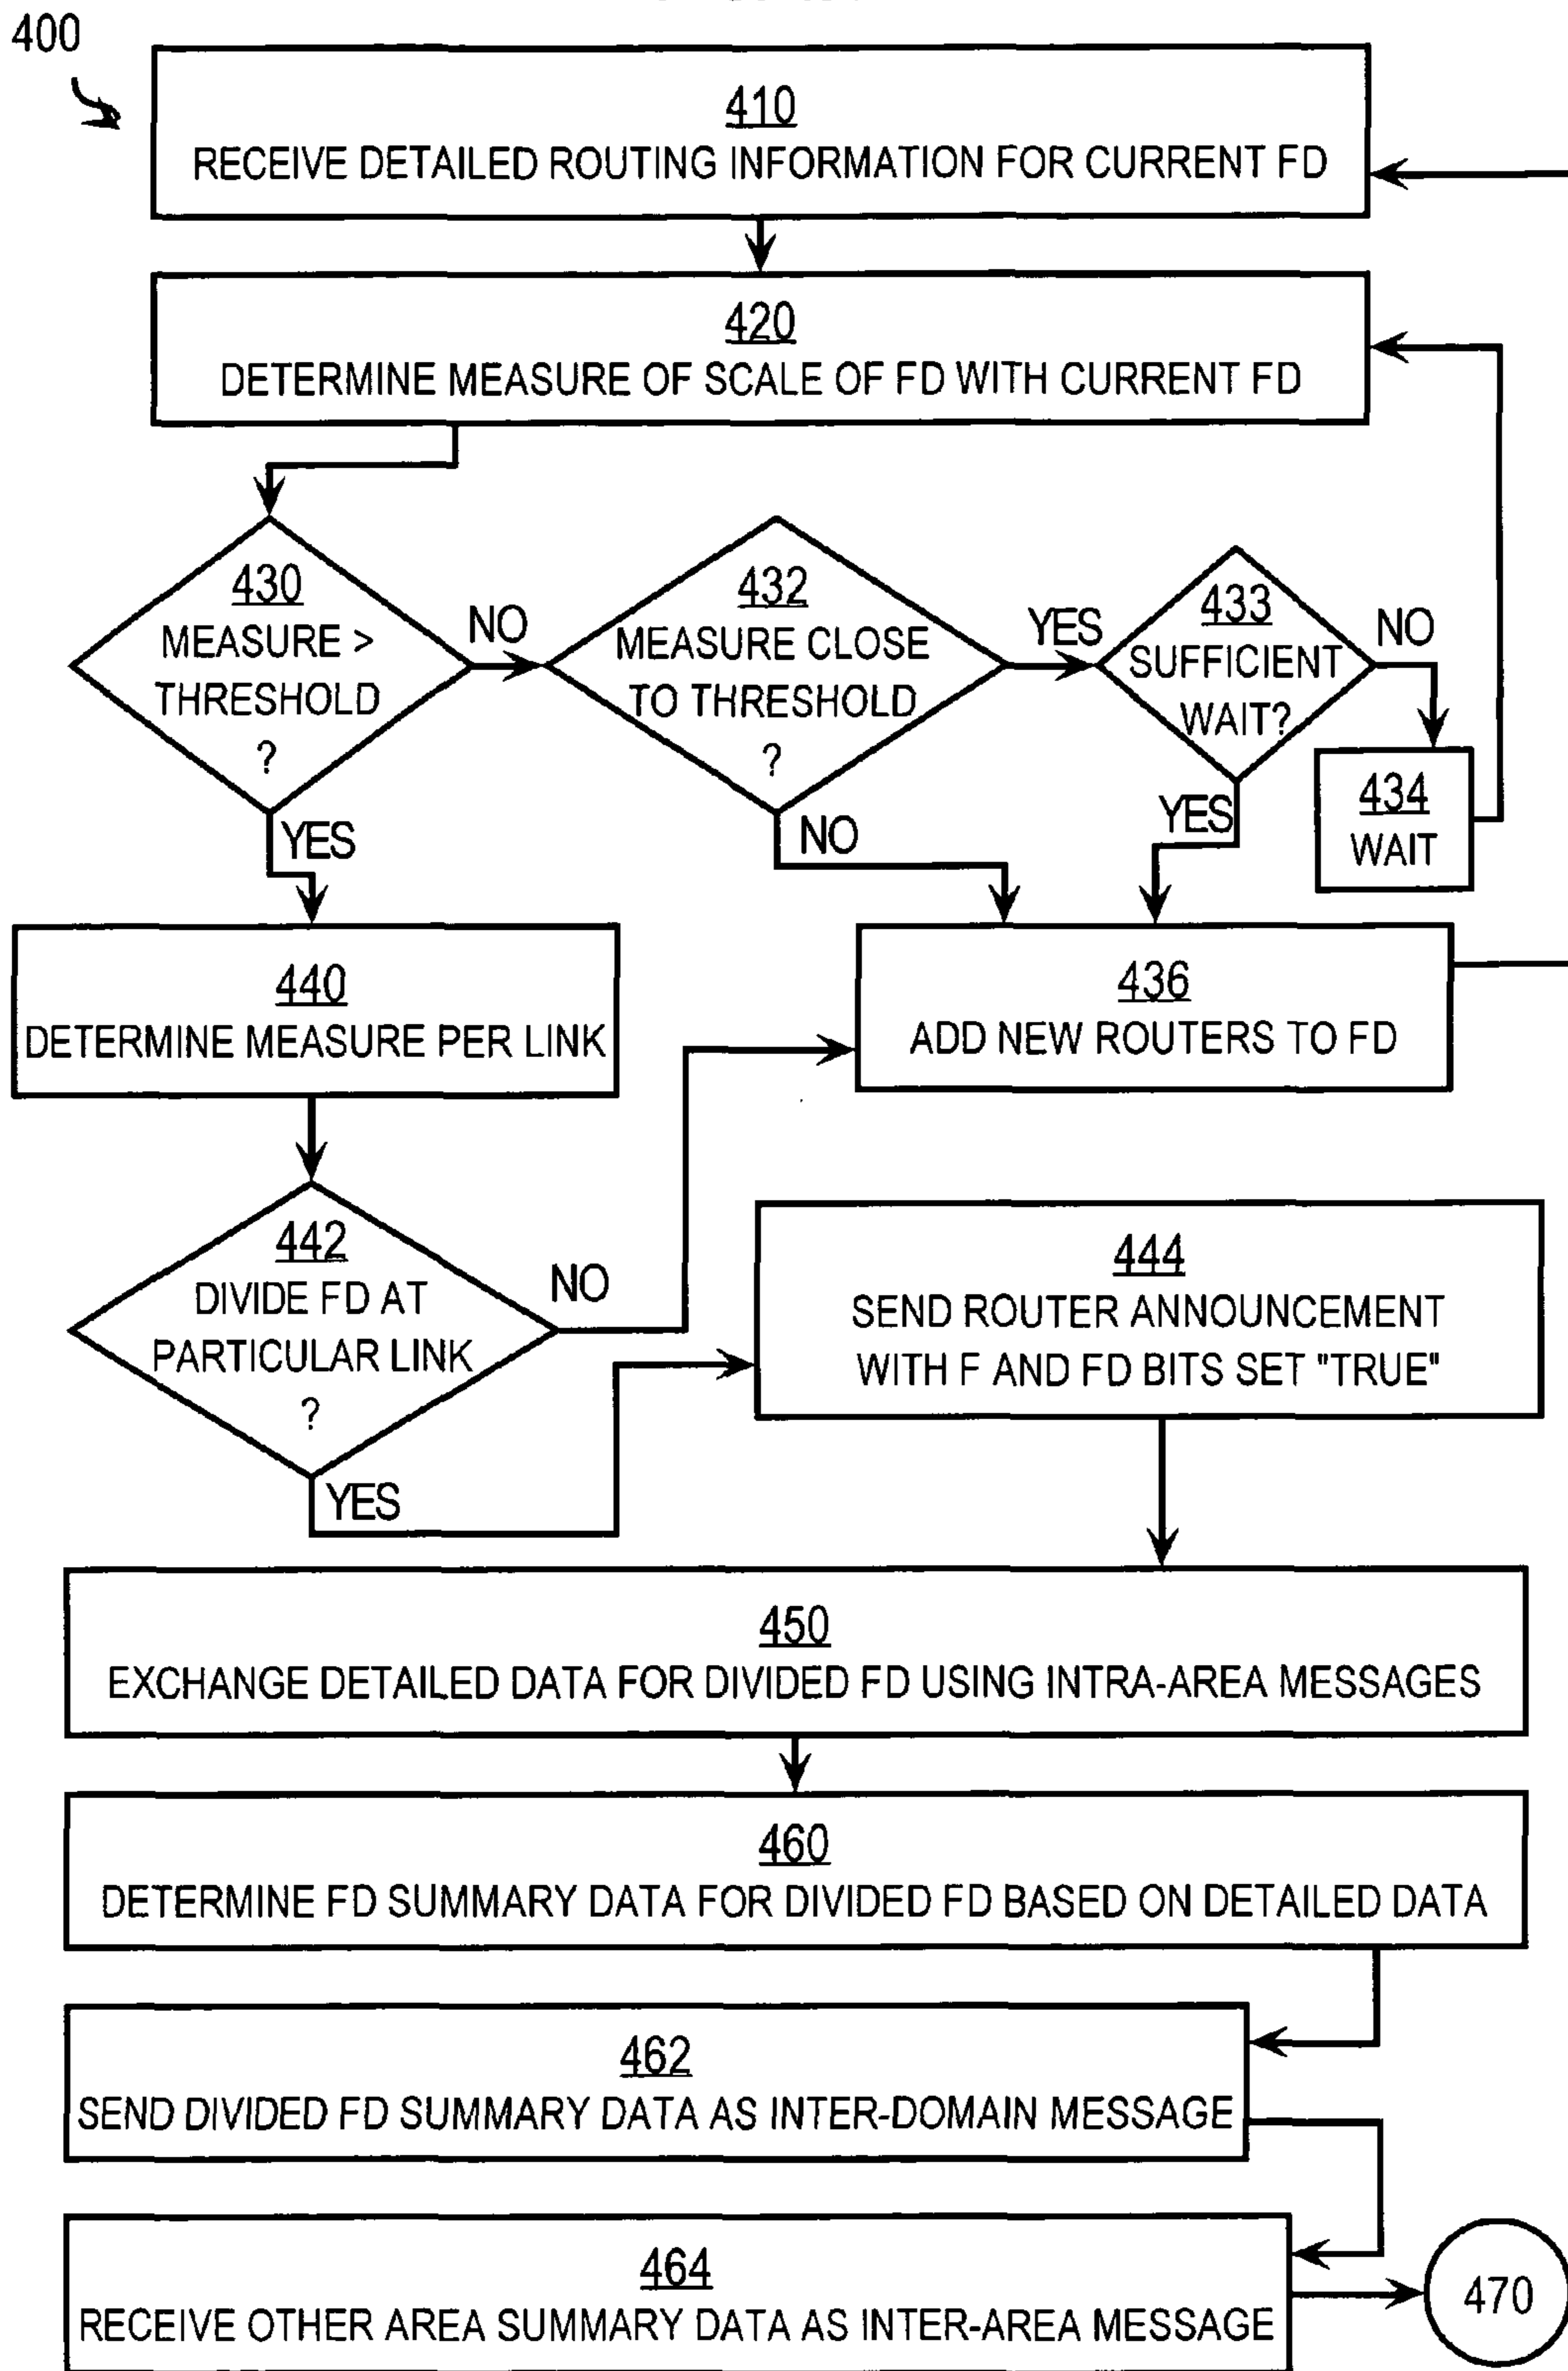 400
410
RECEIVE DETAILED ROUTING INFORMATION FOR CURRENT FD
420
DETERMINE MEASURE OF SCALE OF FD WITH CURRENT FD
430
MEASURE >
THRESHOLD
?
NO
432
MEASURE CLOSE
TO THRESHOLD
?
YES
433
SUFFICIENT
WAIT?
NO
434
WAIT
YES
NO
YES
440
DETERMINE MEASURE PER LINK
436
ADD NEW ROUTERS TO FD
442
DIVIDE FD AT
PARTICULAR LINK
?
NO
YES
444
SEND ROUTER ANNOUNCEMENT
WITH F AND FD BITS SET "TRUE"
450
EXCHANGE DETAILED DATA FOR DIVIDED FD USING INTRA-AREA MESSAGES
460
DETERMINE FD SUMMARY DATA FOR DIVIDED FD BASED ON DETAILED DATA
462
SEND DIVIDED FD SUMMARY DATA AS INTER-DOMAIN MESSAGE
464
RECEIVE OTHER AREA SUMMARY DATA AS INTER-AREA MESSAGE
470